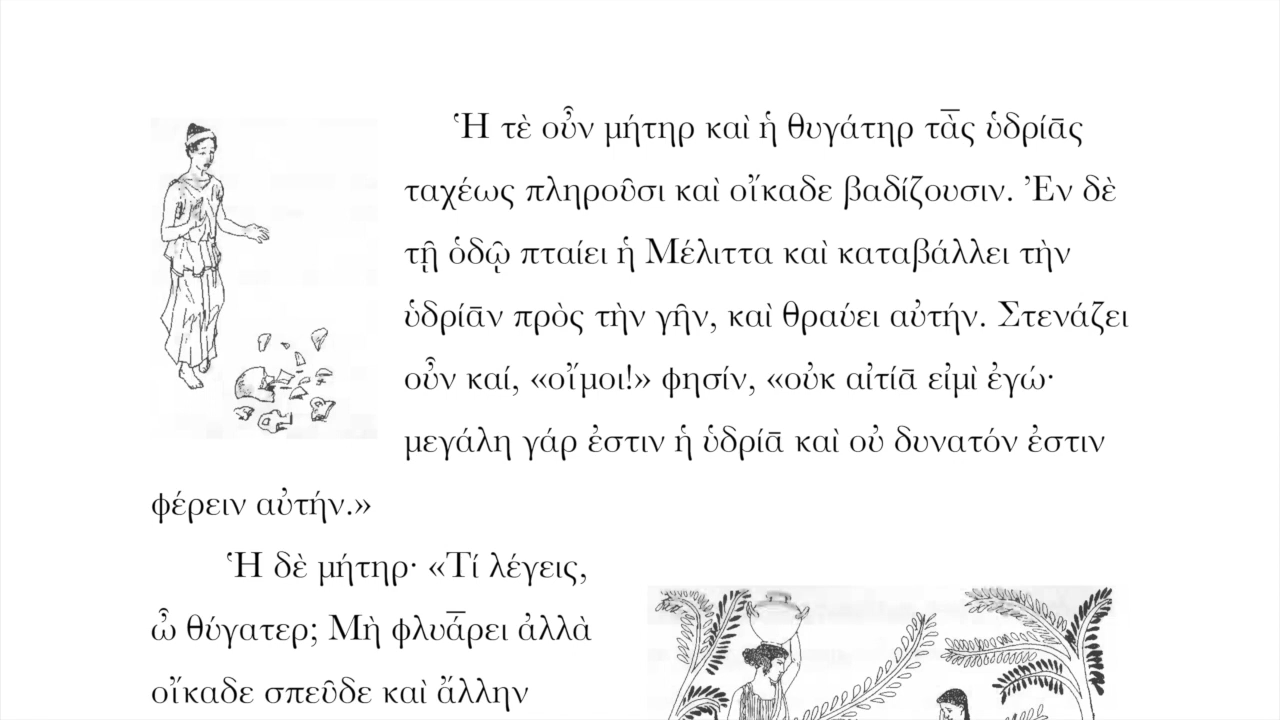 Ἡ τὲ οὖν μήτηρ καὶ ἡ θυγάτηρ τᾱ̀ς ὑδρίᾱς
ταχέως πληροῦσι καὶ οἴκαδε βαδίζουσιν. Ἐν δὲ
τῇ ὁδῷ πταίει ἡ Μέλιττα καὶ καταβάλλει τὴν
ὑδρίᾱν πρὸς τὴν γῆν, καὶ θραύει αὐτήν. Στενάζει
οὖν καί, «οἴμοι!» φησίν, «οὐκ αἰτίᾱ εἰμὶ ἐγώ·
μεγάλη γάρ ἐστιν ἡ ὑδρίᾱ καὶ οὐ δυνατόν ἐστιν
φέρειν αὐτήν.»
Ἡ δὲ μήτηρ· «Τί λέγεις,
ὦ θύγατερ; Μὴ φλυᾱ́ρει ἀλλὰ
οἴκαδε σπεῦδε καὶ ἄλλην